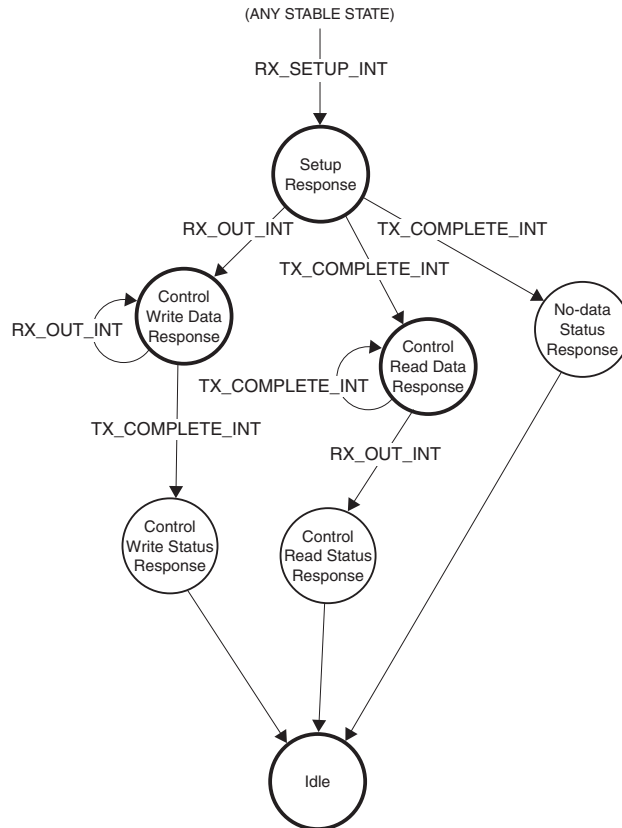 (ANY STABLE STATE)
RX_SETUP_INT
Setup
Response
RX_OUT_INT
TX_COMPLETE_INT
TX_COMPLETE_INT
Control
Write Data
Response
RX_OUT_INT
No-data
Status
Response
Control
Read Data
Response
TX_COMPLETE_INT
TX_COMPLETE_INT
RX_OUT_INT
Control
Write Status
Response
Control
Read Status
Response
Idle